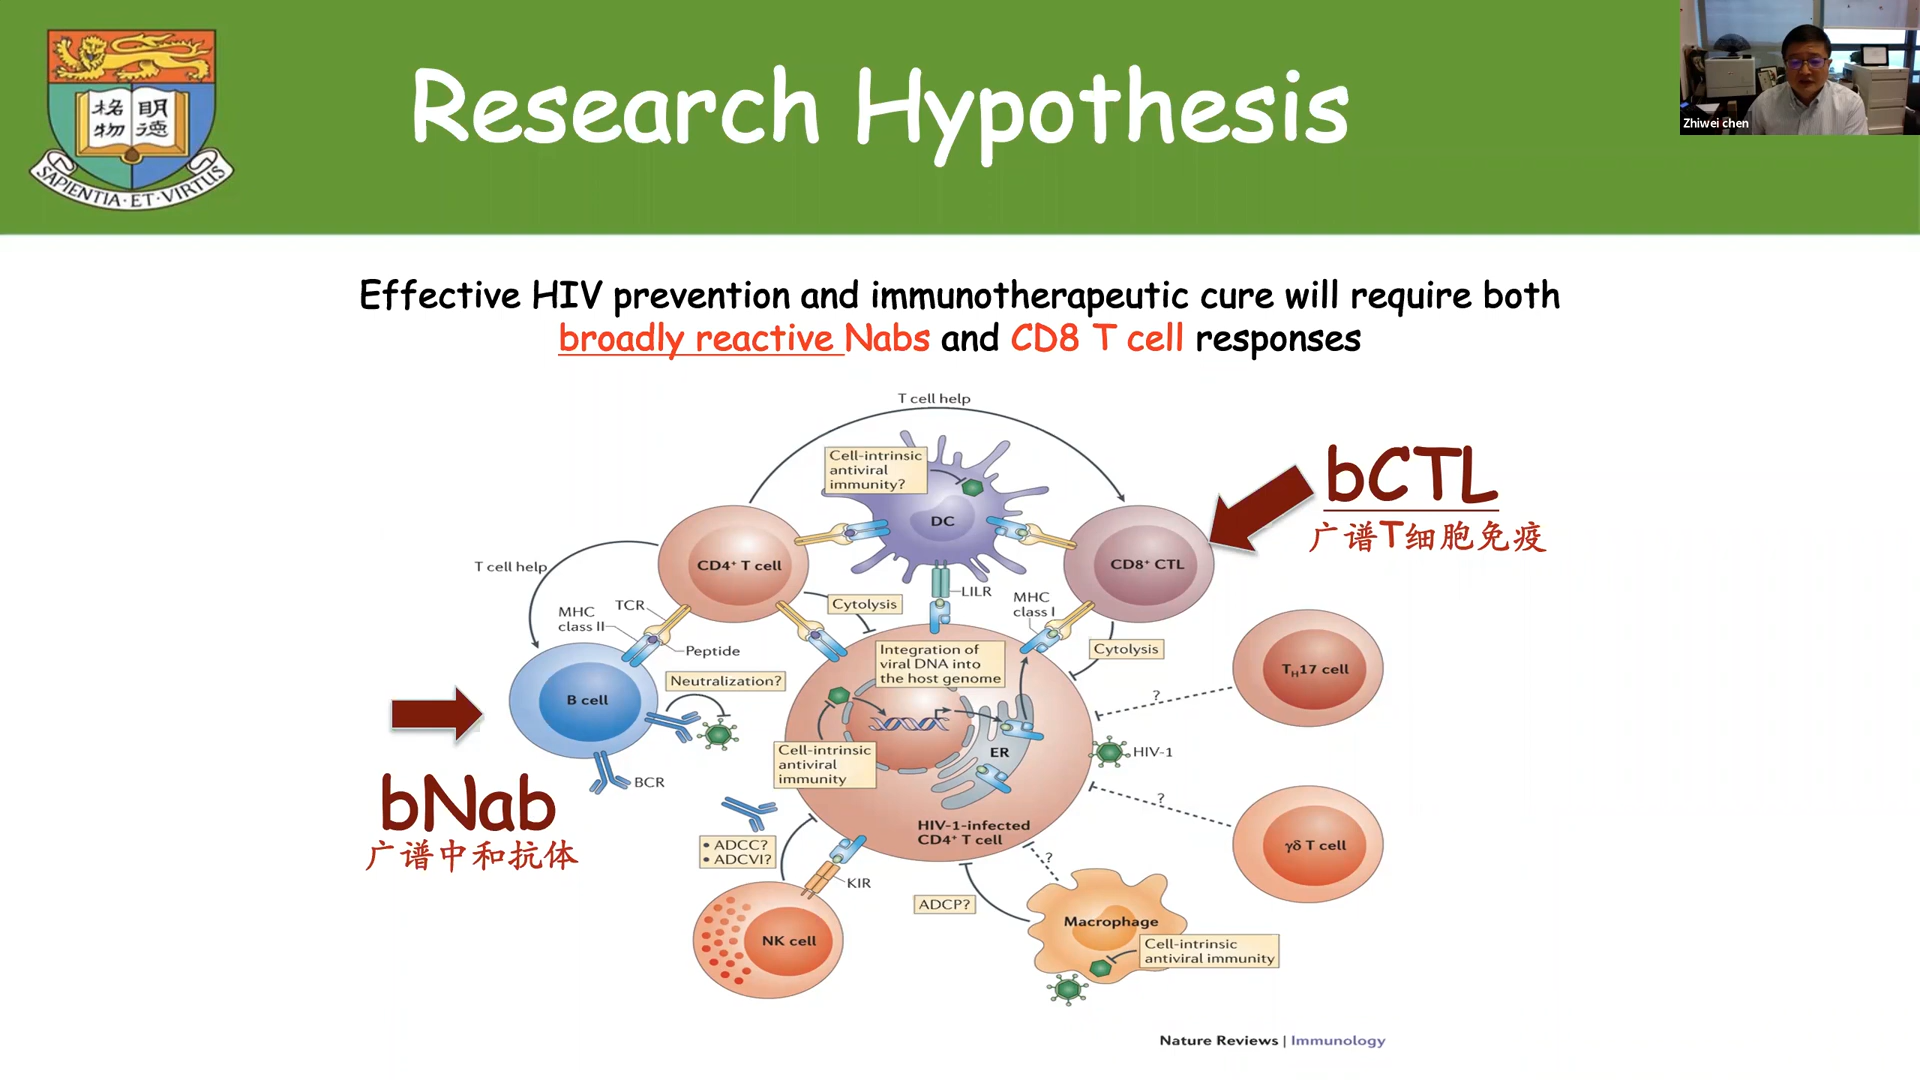 Research Hypothesis
格物
明德
SAPIENTIA·ET·VIRTUS
Zhiwei chen
Effective HIV prevention and immunotherapeutic cure will require both
broadly reactive Nabs and CD8 T cell responses
T cell help
Cell-intrinsic
antiviral
immunity?
DC
bCTL
广谱T细胞免疫
CD4⁺ T cell
CD8⁺ CTL
T cell help
Cytolysis
LILR
MHC
class I
TCR
MHC
class II
Peptide
Cytolysis
Integration of
viral DNA into
the host genome
Neutralization?
B cell
TH17 cell
?
BCR
Cell-intrinsic
antiviral
immunity
ER
HIV-1
bNab
广谱中和抗体
?
HIV-1-infected
CD4⁺ T cell
• ADCC?
• ADCVI?
γδ T cell
KIR
?
ADCP?
NK cell
Macrophage
Cell-intrinsic
antiviral immunity
Nature Reviews | Immunology